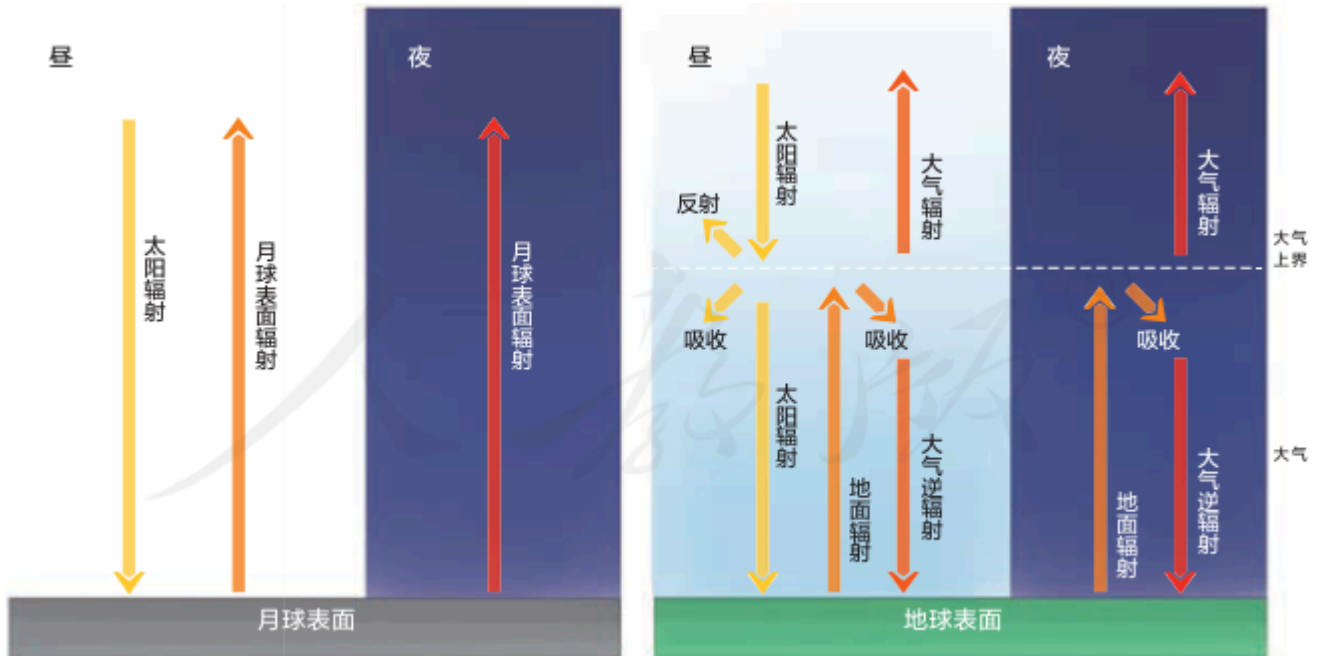 昼
夜
太阳辐射
月球表面辐射
月球表面辐射
月球表面
昼
夜
太阳辐射
大气辐射
大气辐射
反射
大气
上界
吸收
吸收
吸收
太阳辐射
地面辐射
大气逆辐射
地面辐射
大气逆辐射
大气
地球表面
人教版